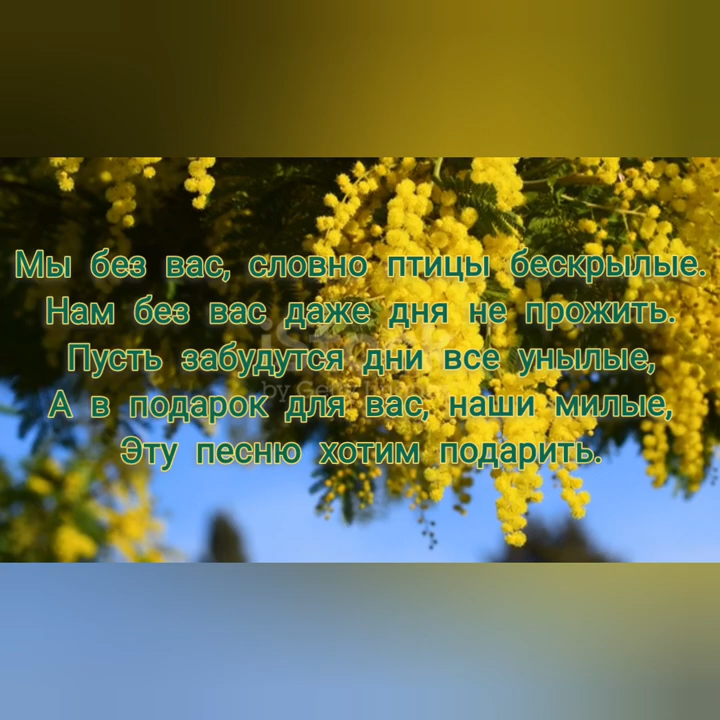 Мы без вас, словно птицы бескрылые.
Нам без вас даже дня не прожить.
Пусть забудутся дни все унылые,
А в подарок для вас, наши милые,
Эту песню хотим подарить.